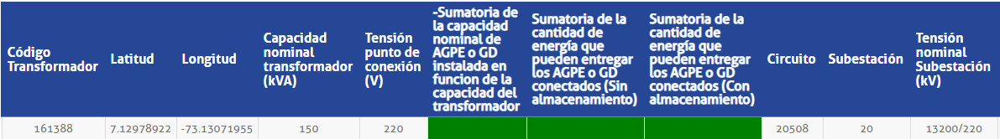 Código
Transformador
Latitud
Longitud
Capacidad
nominal
transformador
(kVA)
Tensión
punto de
conexión
(V)
-Sumatoria de
la capacidad
nominal de
AGPE o GD
instalada en
funcion de la
capacidad del
transformador
Sumatoria de la
cantidad de
energía que
pueden entregar
los AGPE o GD
conectados (Sin
almacenamiento)
Sumatoria de la
cantidad de
energía que
pueden entregar
los AGPE o GD
conectados (Con
almacenamiento)
Circuito
Subestación
Tensión
nominal
Subestación
(kV)
161388
7.12978922
-73.13071955
150
220
20508
20
13200/220